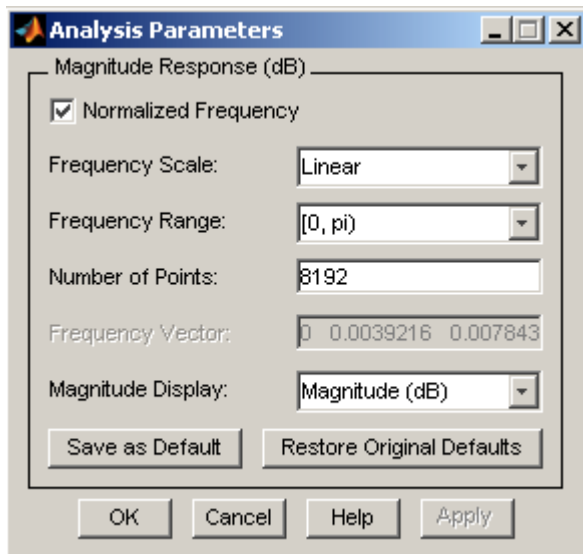 Analysis Parameters
Magnitude Response (dB)
Normalized Frequency
Frequency Scale: Linear
Frequency Range: [0, pi)
Number of Points: 8192
Frequency Vector: 0 0.0039216 0.007843
Magnitude Display: Magnitude (dB)
Save as Default Restore Original Defaults
OK Cancel Help Apply